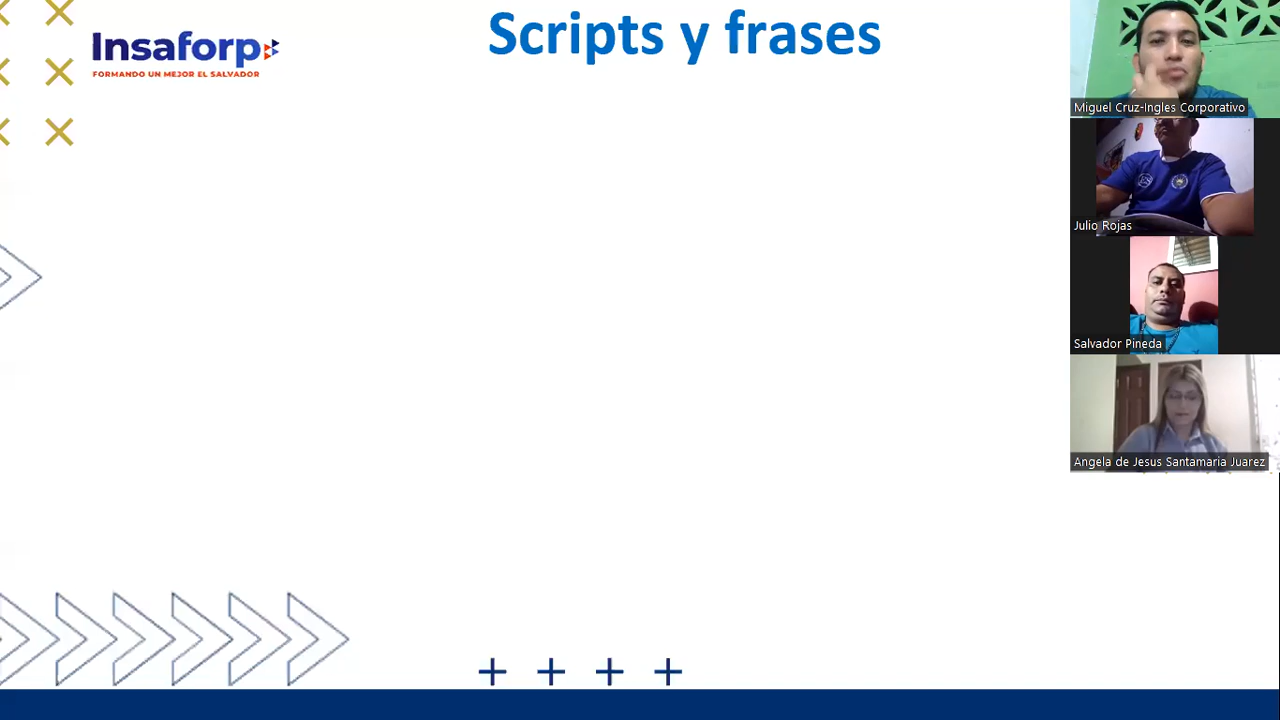 Scripts y frases
Insaforp
FORMANDO UN MEJOR EL SALVADOR
Miguel Cruz-Ingles Corporativo
Julio Rojas
Salvador Pineda
Angela de Jesus Santamaria Juarez